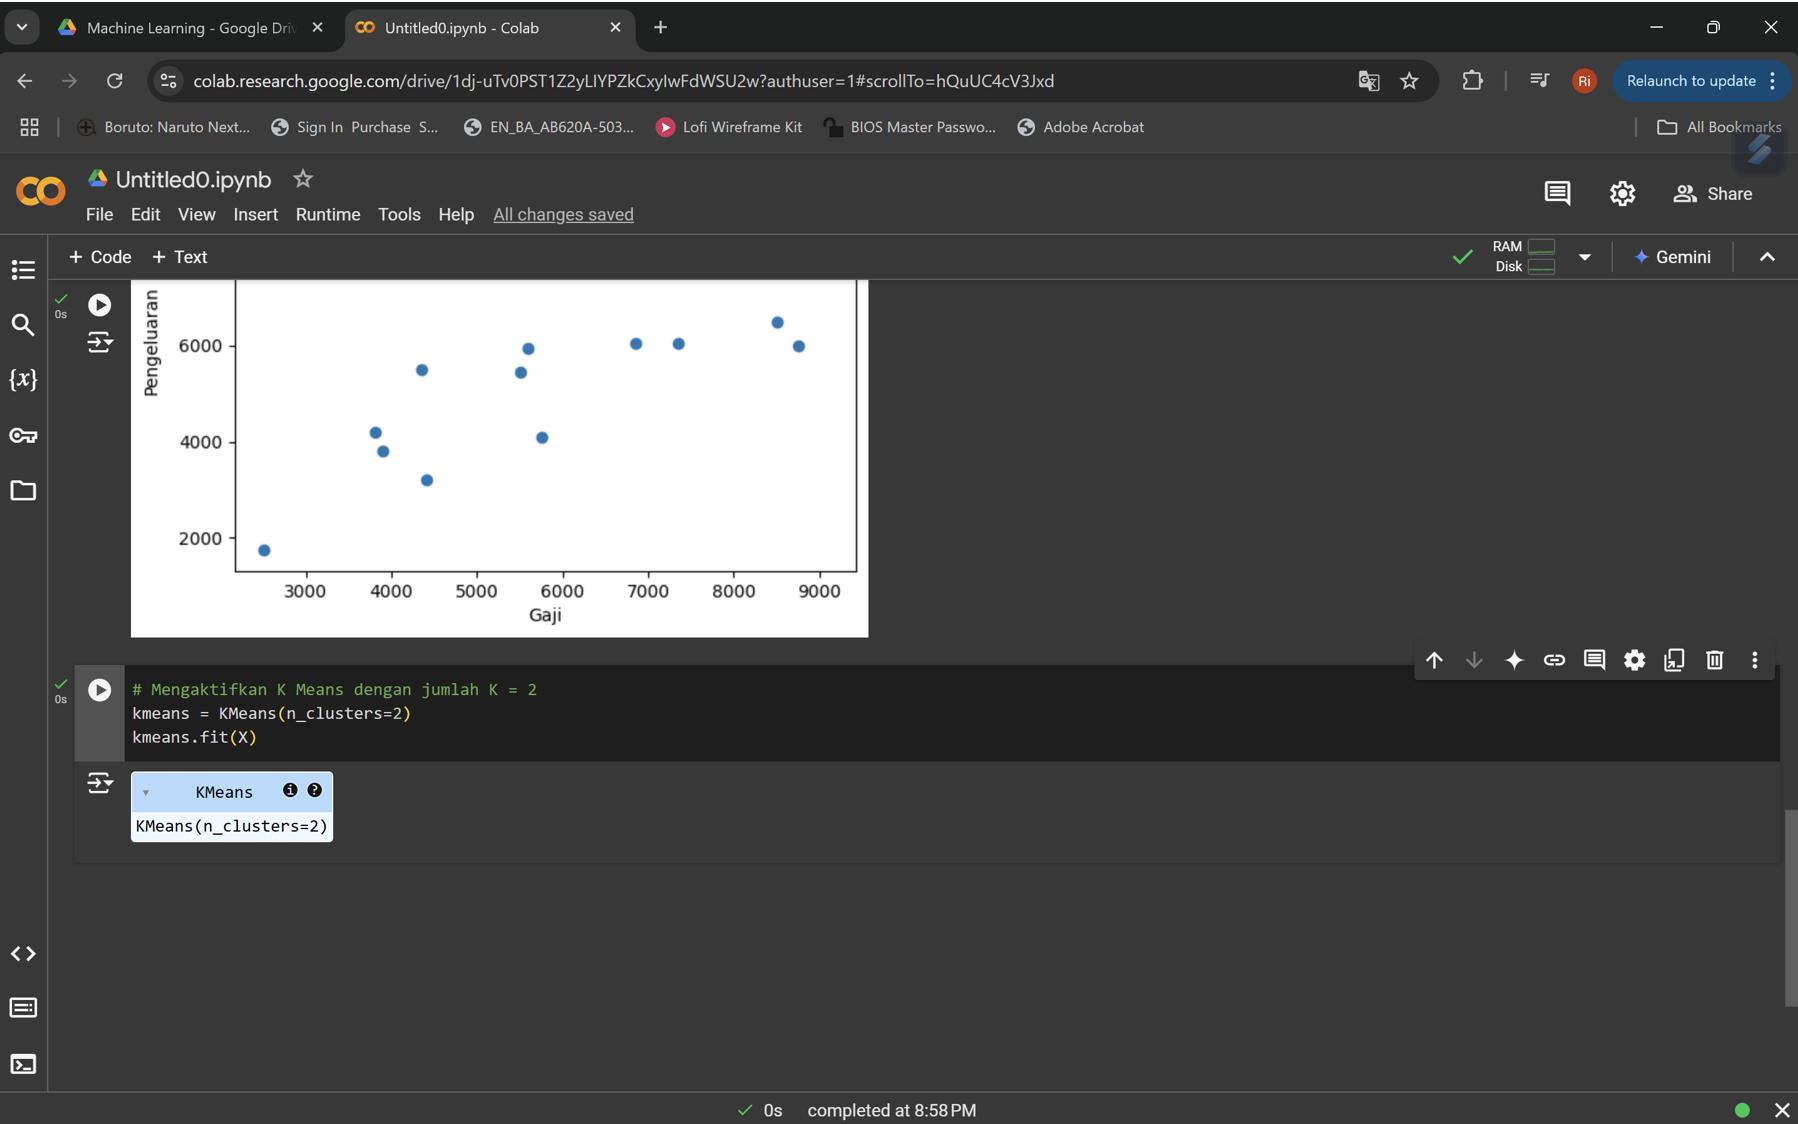 Machine Learning - Google Driv
Untitled0.ipynb - Colab
colab.research.google.com/drive/1dj-uTv0PST1Z2yLIYPZkCxyIwFdWSU2w?authuser=1#scrollTo=hQuUC4cV3Jxd
Ri
Relaunch to update
Boruto: Naruto Next...
Sign In Purchase S...
EN_BA_AB620A-503...
Lofi Wireframe Kit
BIOS Master Passwo...
Adobe Acrobat
All Bookmarks
Untitled0.ipynb
Share
File Edit View Insert Runtime Tools Help All changes saved
+ Code + Text
RAM
Disk
Gemini
0s
Pengeluaran
6000
4000
2000
3000 4000 5000 6000 7000 8000 9000
Gaji
{x}
0s
# Mengaktifkan K Means dengan jumlah K = 2
kmeans = KMeans(n_clusters=2)
kmeans.fit(X)
KMeans
KMeans(n_clusters=2)
0s completed at 8:58 PM